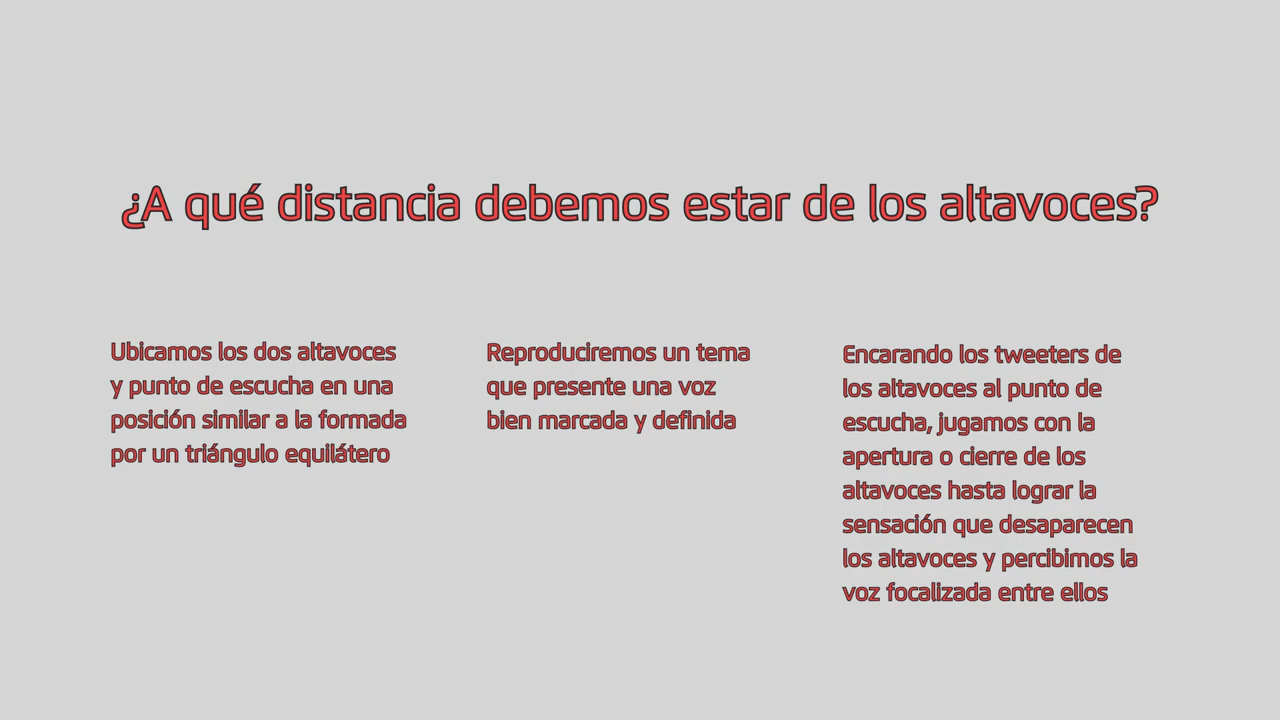 ¿A qué distancia debemos estar de los altavoces?
Ubicamos los dos altavoces
y punto de escucha en una
posición similar a la formada
por un triángulo equilátero
Reproduciremos un tema
que presente una voz
bien marcada y definida
Encarando los tweeters de
los altavoces al punto de
escucha, jugamos con la
apertura o cierre de los
altavoces hasta lograr la
sensación que desaparecen
los altavoces y percibimos la
voz focalizada entre ellos